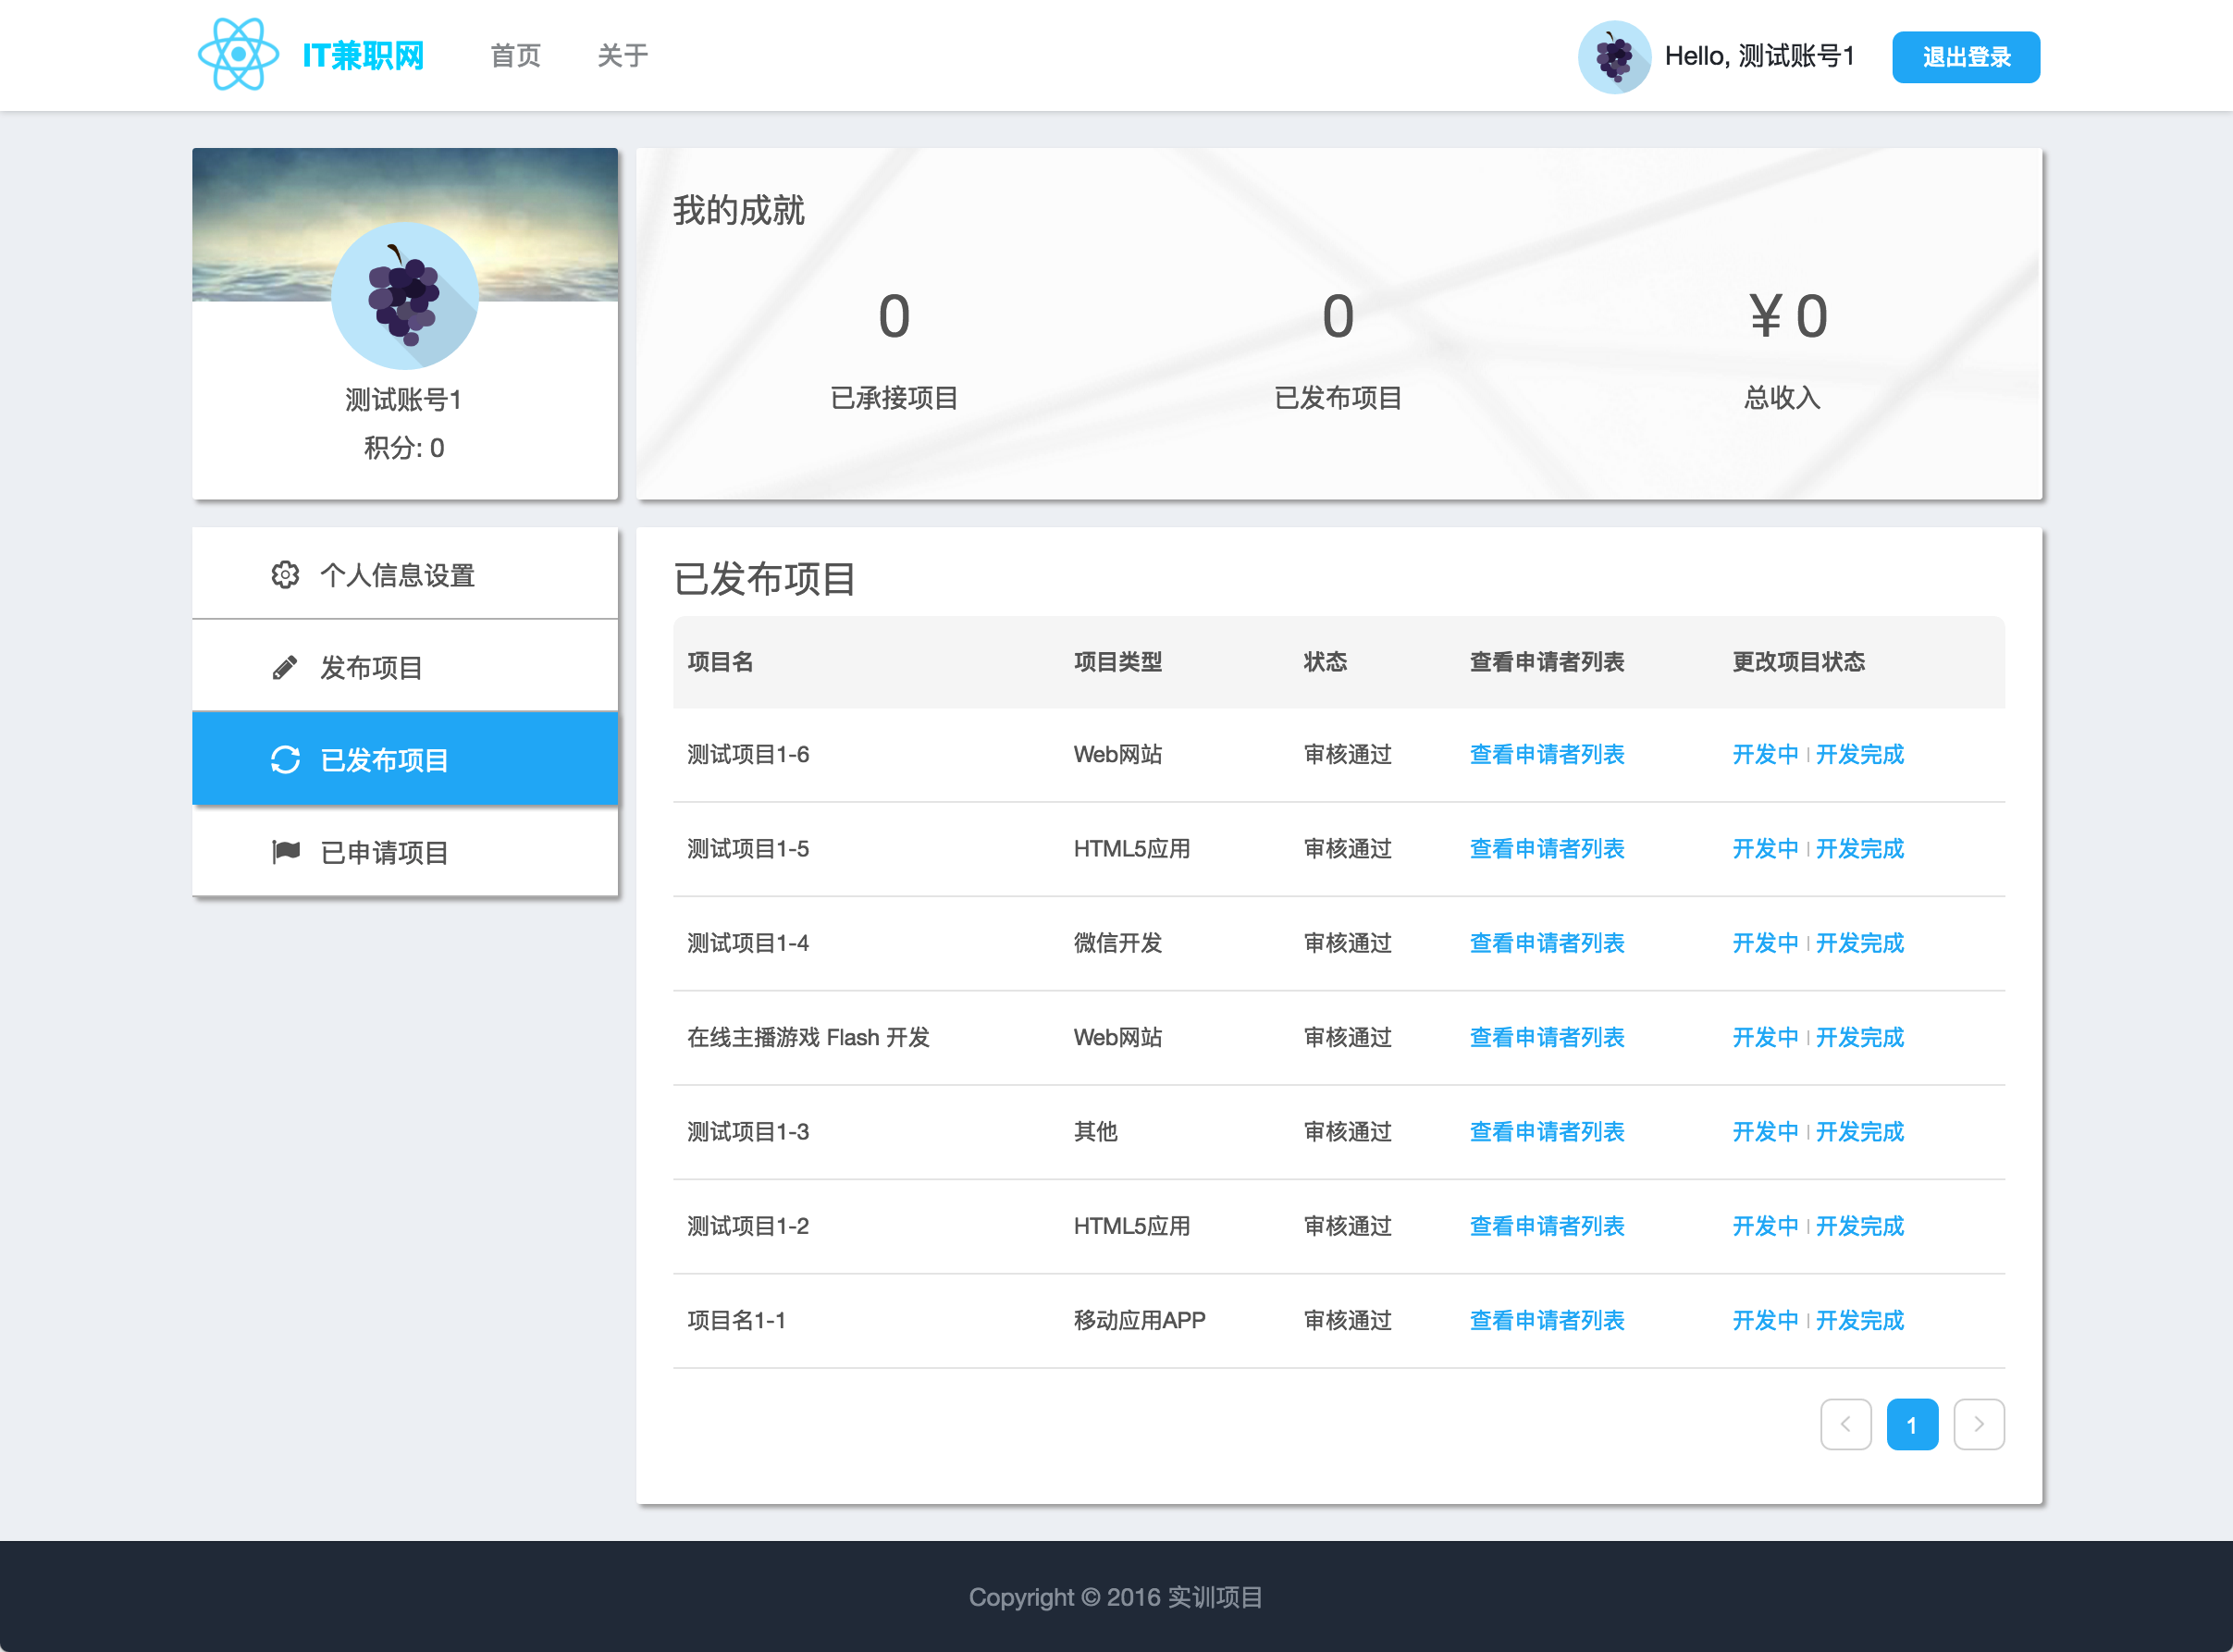 IT兼职网 首页 关于 Hello, 测试账号1 退出登录
测试账号1
积分: 0
我的成就
0 0 ¥ 0
已承接项目 已发布项目 总收入
个人信息设置
发布项目
已发布项目
已申请项目
已发布项目
项目名 项目类型 状态 查看申请者列表 更改项目状态
测试项目1-6 Web网站 审核通过 查看申请者列表 开发中 | 开发完成
测试项目1-5 HTML5应用 审核通过 查看申请者列表 开发中 | 开发完成
测试项目1-4 微信开发 审核通过 查看申请者列表 开发中 | 开发完成
在线主播游戏 Flash 开发 Web网站 审核通过 查看申请者列表 开发中 | 开发完成
测试项目1-3 其他 审核通过 查看申请者列表 开发中 | 开发完成
测试项目1-2 HTML5应用 审核通过 查看申请者列表 开发中 | 开发完成
项目名1-1 移动应用APP 审核通过 查看申请者列表 开发中 | 开发完成
1
Copyright © 2016 实训项目